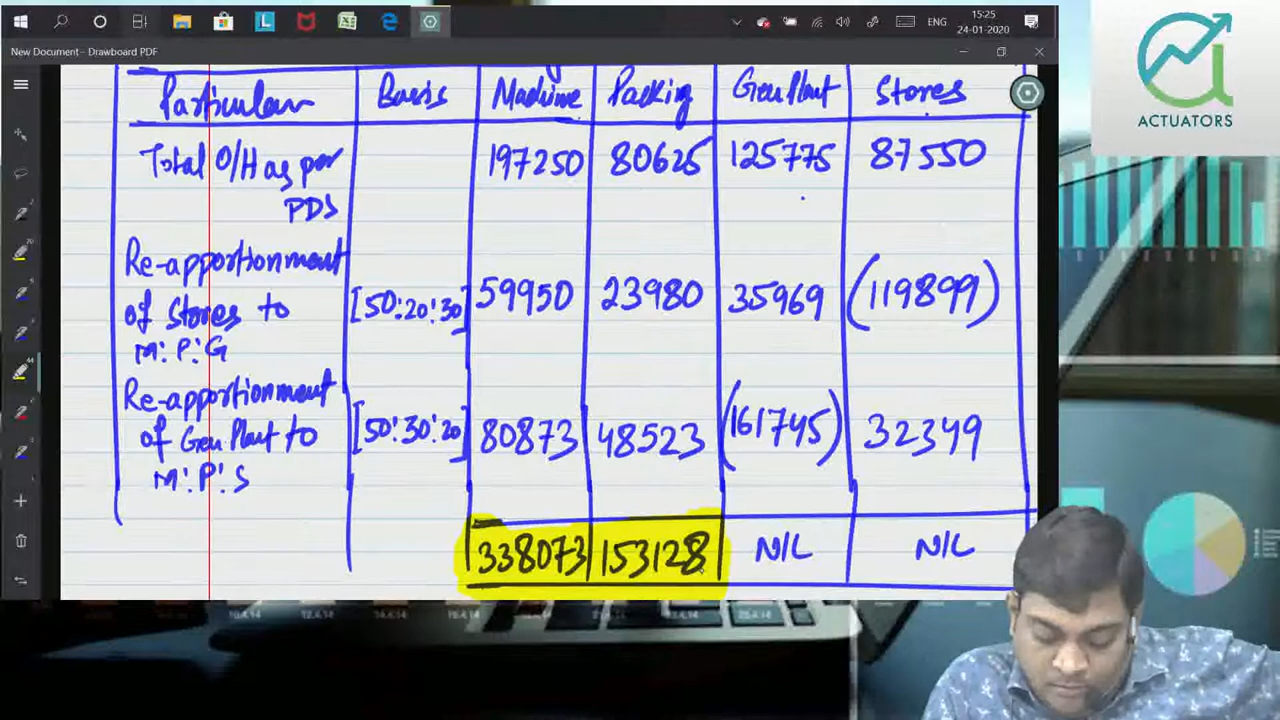 ENG
15:25
24-01-2020
New Document - Drawboard PDF
ACTUATORS
Particulars Basis Machine Packing Gen Plant Stores
Total O/H as per 197250 80625 125775 87550
PDS
Re-apportionment
of Stores to [50:20:30] 59950 23980 35969 (119899)
M:P:G
Re-apportionment
of Gen Plant to [50:30:20] 80873 48523 (161745) 32349
M:P:S
338073 153128 NIL NIL